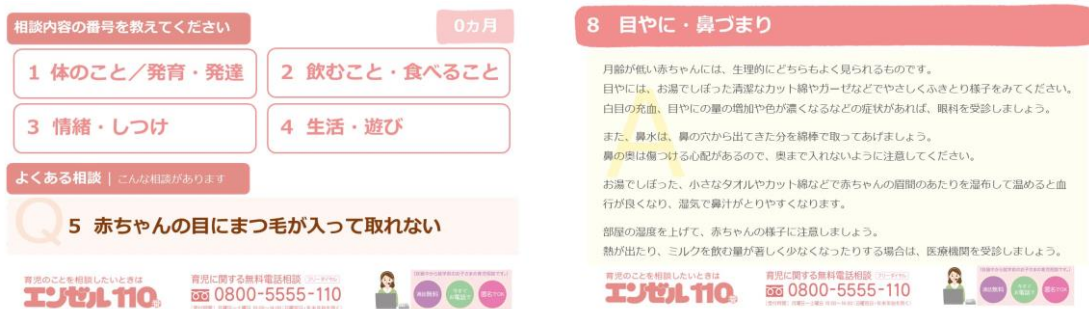 相談内容の番号を教えてください
0カ月
1 体のこと／発育・発達
2 飲むこと・食べること
3 情緒・しつけ
4 生活・遊び
よくある相談 | こんな相談があります
Q
5 赤ちゃんの目にまつ毛が入って取れない
育児のことを相談したいときは
エンゼル110番
育児に関する無料電話相談
0800-5555-110
8 目やに・鼻づまり
A
月齢が低い赤ちゃんには、生理的にどちらもよく見られるものです。
目やには、お湯でしぼった清潔なカット綿やガーゼなどでやさしくふきとり様子をみてください。
白目の充血、目やにの量の増加や色が濃くなるなどの症状があれば、眼科を受診しましょう。
また、鼻水は、鼻の穴から出てきた分を綿棒で取ってあげましょう。
鼻の奥は傷つける心配があるので、奥まで入れないように注意してください。
お湯でしぼった、小さなタオルやカット綿などで赤ちゃんの眉間のあたりを湿布して温めると血
行が良くなり、湿気で鼻汁がとりやすくなります。
部屋の湿度を上げて、赤ちゃんの様子に注意しましょう。
熱が出たり、ミルクを飲む量が著しく少なくなったりする場合は、医療機関を受診しましょう。
育児のことを相談したいときは
エンゼル110番
育児に関する無料電話相談
0800-5555-110